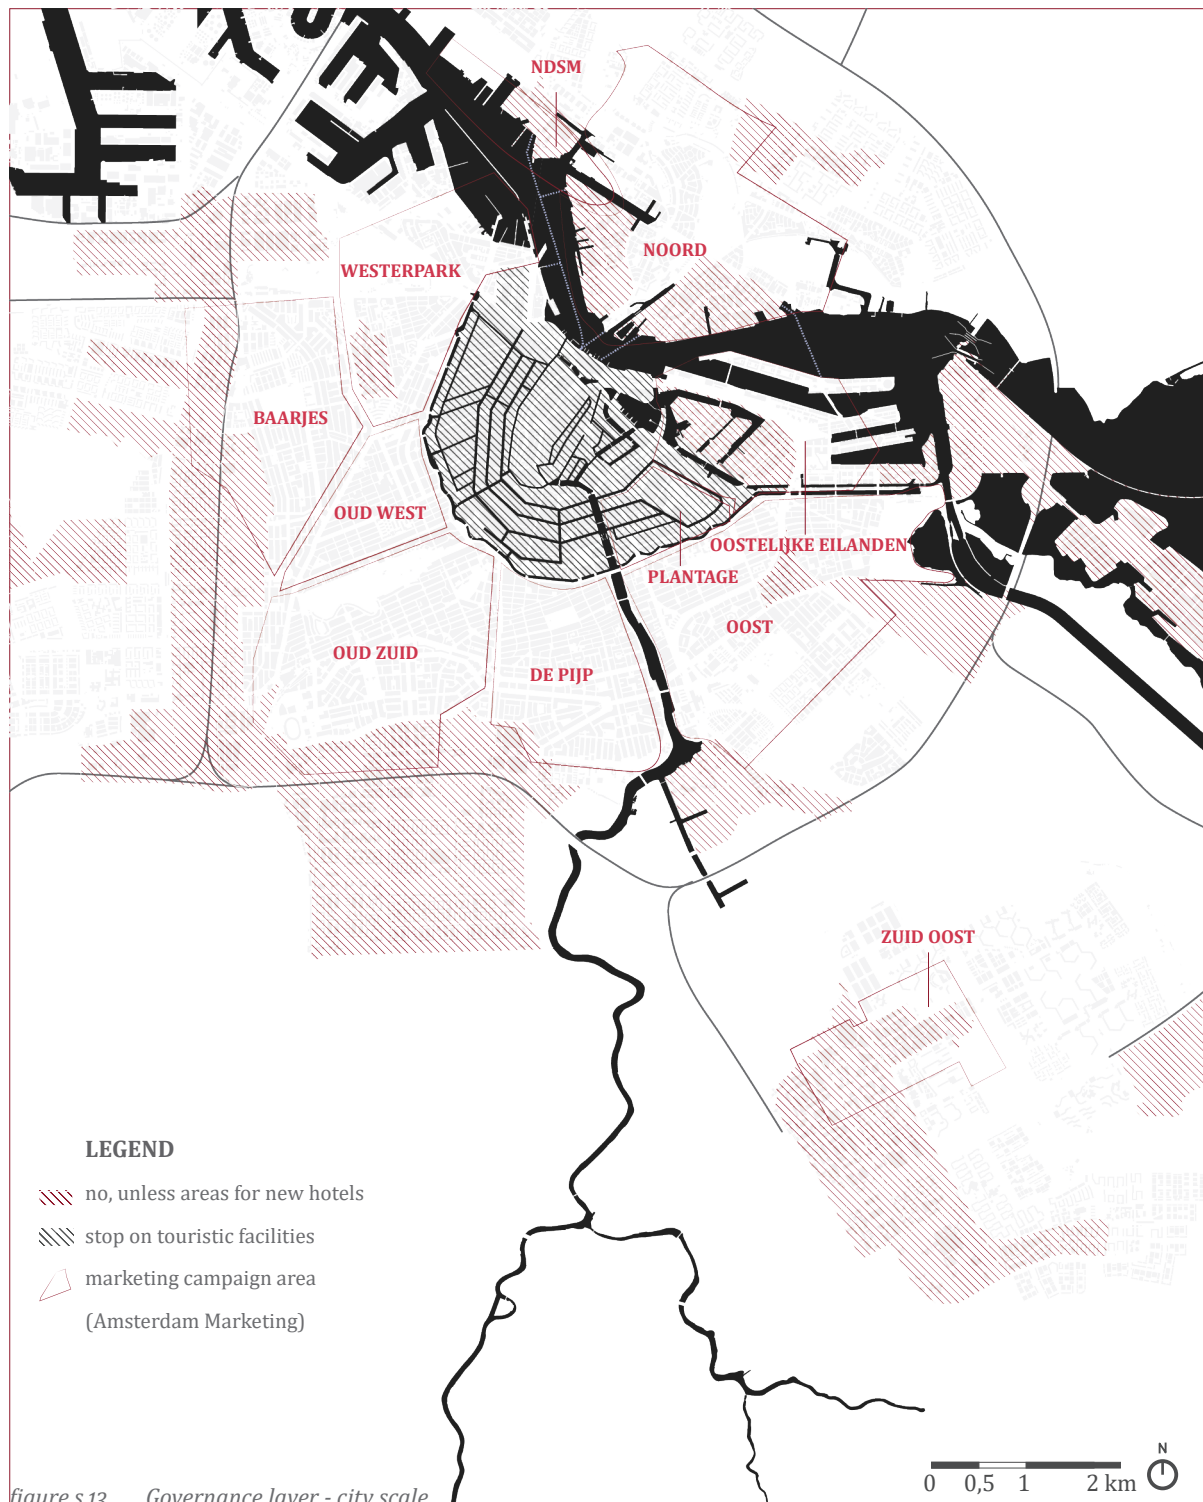 NDSM
NOORD
WESTERPARK
BAARJES
OUD WEST
OOSTELIJKE EILANDEN
PLANTAGE
OOST
OUD ZUID
DE PIJP
ZUID OOST
LEGEND
no, unless areas for new hotels
stop on touristic facilities
marketing campaign area
(Amsterdam Marketing)
N
0 0,5 1 2 km
figure s.13 Governance layer - city scale